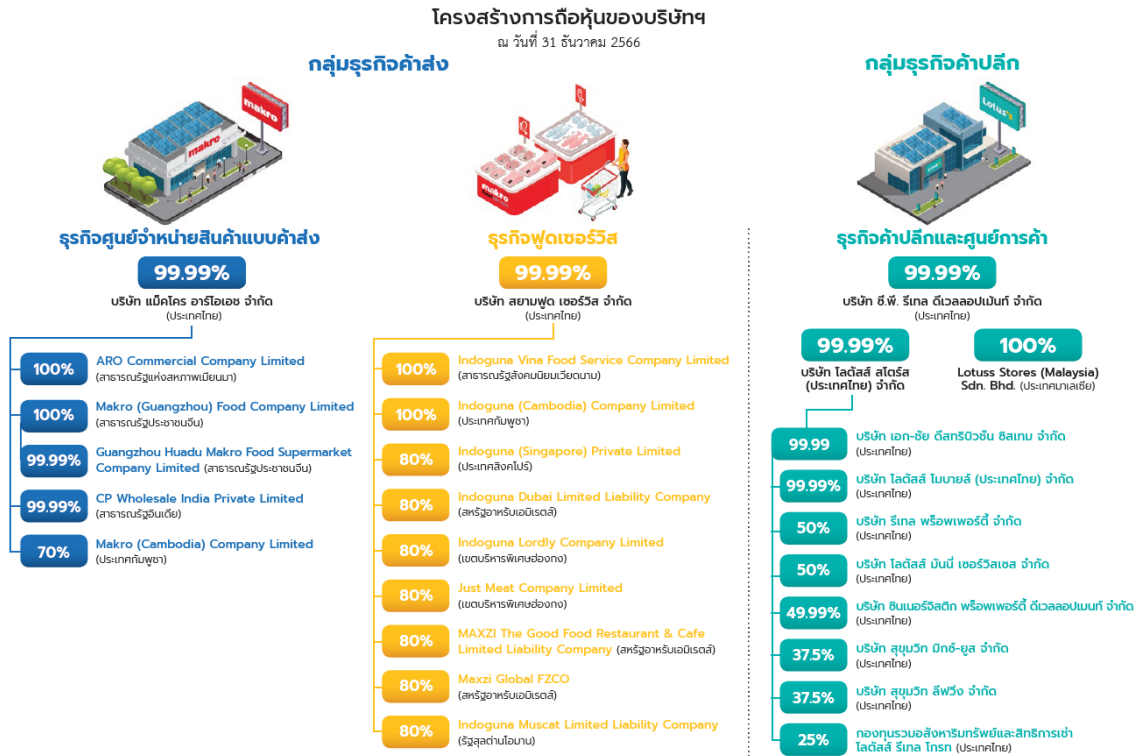 โครงสร้างการถือหุ้นของบริษัทฯ
ณ วันที่ 31 ธันวาคม 2566
กลุ่มธุรกิจค้าส่ง
makro
makro
makro
ธุรกิจศูนย์จำหน่ายสินค้าแบบค้าส่ง
99.99%
บริษัท แม็คโคร อาร์โอเอช จำกัด
(ประเทศไทย)
100%
ARO Commercial Company Limited
(สาธารณรัฐแห่งสหภาพเมียนมา)
100%
Makro (Guangzhou) Food Company Limited
(สาธารณรัฐประชาชนจีน)
99.99%
Guangzhou Huadu Makro Food Supermarket
Company Limited (สาธารณรัฐประชาชนจีน)
99.99%
CP Wholesale India Private Limited
(สาธารณรัฐอินเดีย)
70%
Makro (Cambodia) Company Limited
(ประเทศกัมพูชา)
ธุรกิจฟูดเซอร์วิส
99.99%
บริษัท สยามฟูด เซอร์วิส จำกัด
(ประเทศไทย)
100%
Indoguna Vina Food Service Company Limited
(สาธารณรัฐสังคมนิยมเวียดนาม)
100%
Indoguna (Cambodia) Company Limited
(ประเทศกัมพูชา)
80%
Indoguna (Singapore) Private Limited
(ประเทศสิงคโปร์)
80%
Indoguna Dubai Limited Liability Company
(สหรัฐอาหรับเอมิเรตส์)
80%
Indoguna Lordly Company Limited
(เขตบริหารพิเศษฮ่องกง)
80%
Just Meat Company Limited
(เขตบริหารพิเศษฮ่องกง)
80%
MAXZI The Good Food Restaurant & Cafe
Limited Liability Company (สหรัฐอาหรับเอมิเรตส์)
80%
Maxzi Global FZCO
(สหรัฐอาหรับเอมิเรตส์)
80%
Indoguna Muscat Limited Liability Company
(รัฐสุลต่านโอมาน)
กลุ่มธุรกิจค้าปลีก
Lotus's
ธุรกิจค้าปลีกและศูนย์การค้า
99.99%
บริษัท ซี.พี. รีเทล ดีเวลลอปเม้นท์ จำกัด
(ประเทศไทย)
99.99%
บริษัท โลตัสส์ สโตร์ส
(ประเทศไทย) จำกัด
100%
Lotuss Stores (Malaysia)
Sdn. Bhd. (ประเทศมาเลเซีย)
99.99
บริษัท เอก-ชัย ดีสทริบิวชั่น ซิสเทม จำกัด
(ประเทศไทย)
99.99%
บริษัท โลตัสส์ โมบายล์ (ประเทศไทย) จำกัด
(ประเทศไทย)
50%
บริษัท รีเทล พร็อพเพอร์ตี้ จำกัด
(ประเทศไทย)
50%
บริษัท โลตัสส์ มันนี่ เซอร์วิสเซส จำกัด
(ประเทศไทย)
49.99%
บริษัท ซินเนอร์จิสติก พร็อพเพอร์ตี้ ดีเวลลอปเมนท์ จำกัด
(ประเทศไทย)
37.5%
บริษัท สุขุมวิท มิกซ์-ยูส จำกัด
(ประเทศไทย)
37.5%
บริษัท สุขุมวิท ลีฟวิ่ง จำกัด
(ประเทศไทย)
25%
กองทุนรวมอสังหาริมทรัพย์และสิทธิการเช่า
โลตัสส์ รีเทล โกรท (ประเทศไทย)